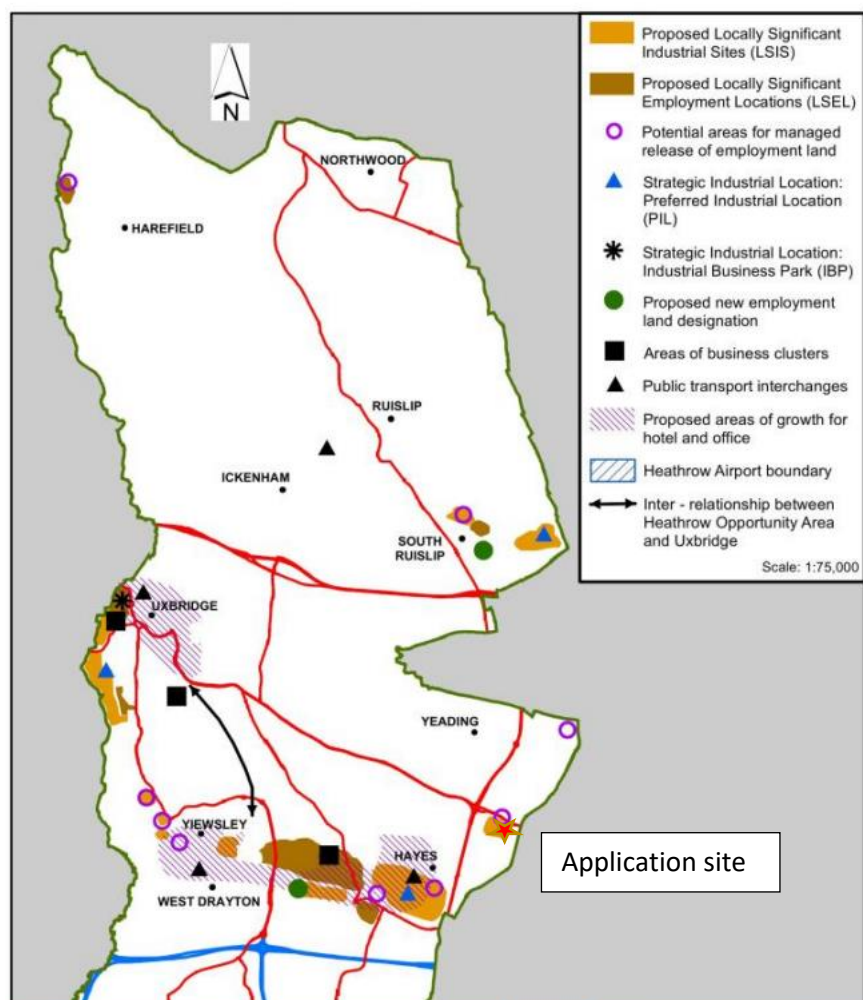 N
NORTHWOOD
HAREFIELD
RUISLIP
ICKENHAM
SOUTH
RUISLIP
UXBRIDGE
YEADING
YIEWSLEY
HAYES
WEST DRAYTON
Proposed Locally Significant
Industrial Sites (LSIS)
Proposed Locally Significant
Employment Locations (LSEL)
Potential areas for managed
release of employment land
Strategic Industrial Location:
Preferred Industrial Location
(PIL)
Strategic Industrial Location:
Industrial Business Park (IBP)
Proposed new employment
land designation
Areas of business clusters
Public transport interchanges
Proposed areas of growth for
hotel and office
Heathrow Airport boundary
Inter - relationship between
Heathrow Opportunity Area
and Uxbridge
Scale: 1:75,000
Application site